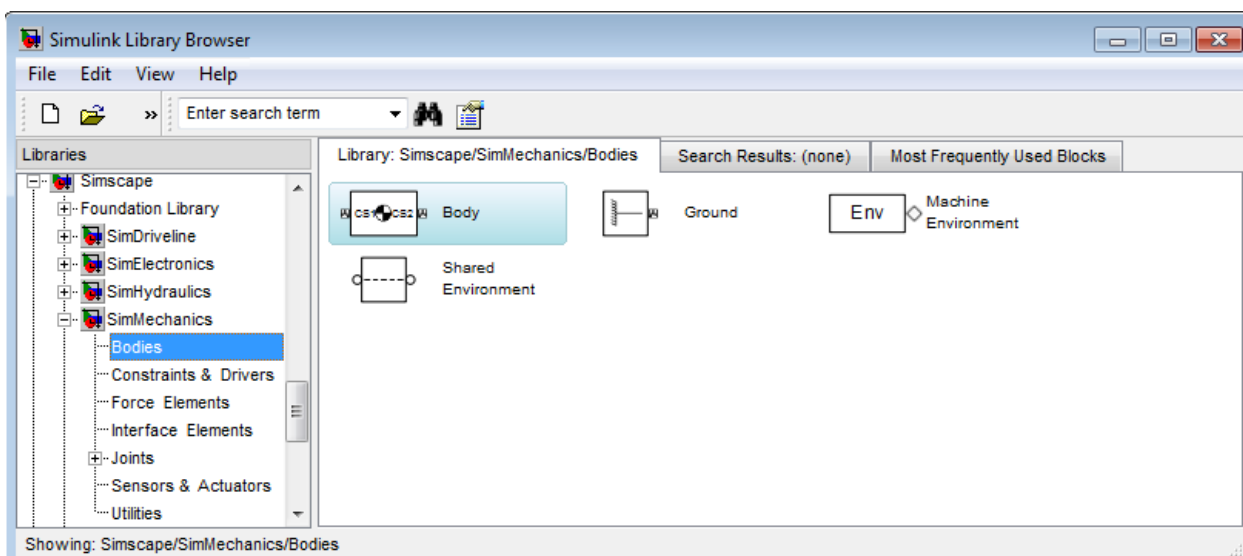 Simulink Library Browser
File Edit View Help
» Enter search term
Libraries
Simscape
Foundation Library
SimDriveline
SimElectronics
SimHydraulics
SimMechanics
Bodies
Constraints & Drivers
Force Elements
Interface Elements
Joints
Sensors & Actuators
Utilities
Library: Simscape/SimMechanics/Bodies Search Results: (none) Most Frequently Used Blocks
CS1 CS2 Body
Ground
Env Machine
Environment
Shared
Environment
Showing: Simscape/SimMechanics/Bodies